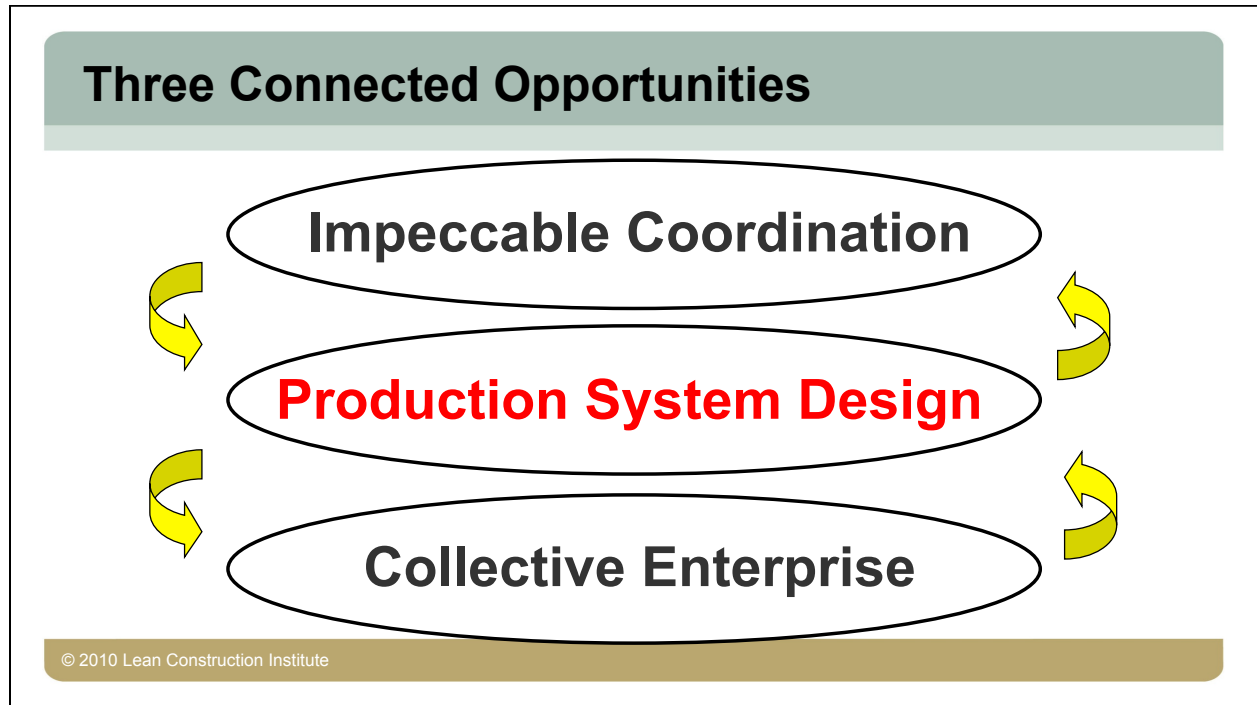 Three Connected Opportunities
Impeccable Coordination
Production System Design
Collective Enterprise
© 2010 Lean Construction Institute